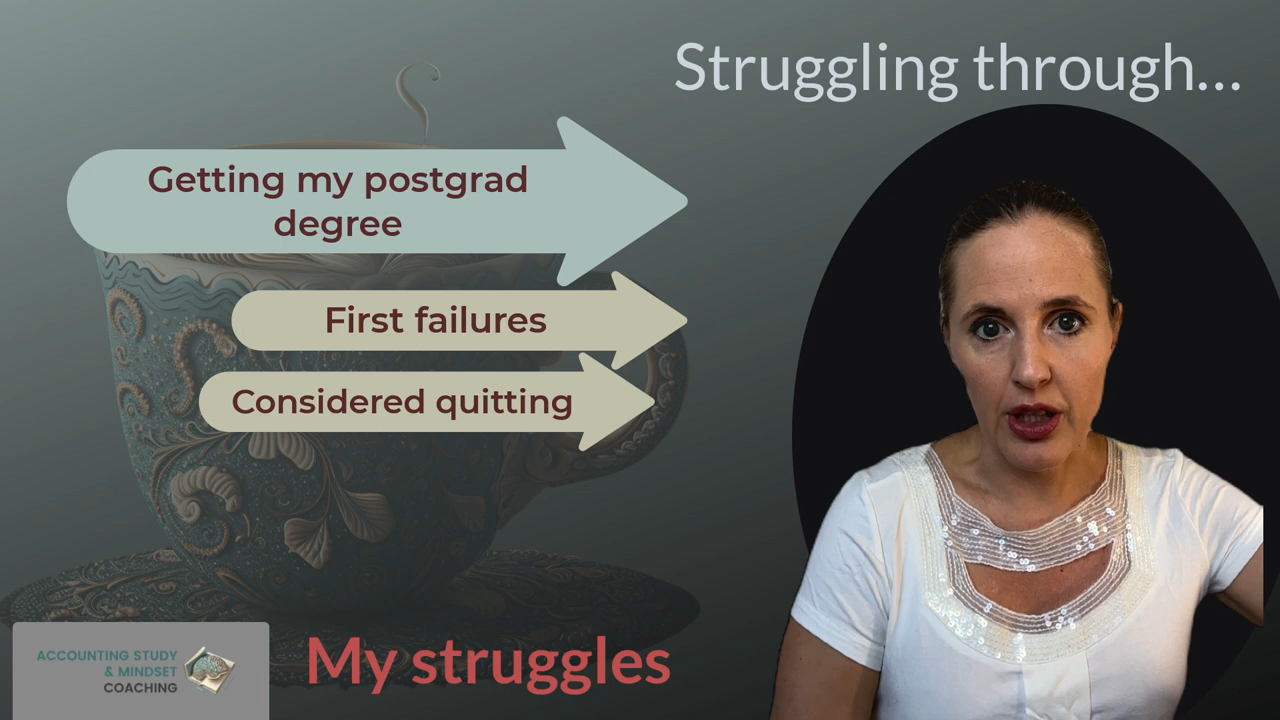 Struggling through...
Getting my postgrad
degree
First failures
Considered quitting
My struggles
ACCOUNTING STUDY
& MINDSET
COACHING